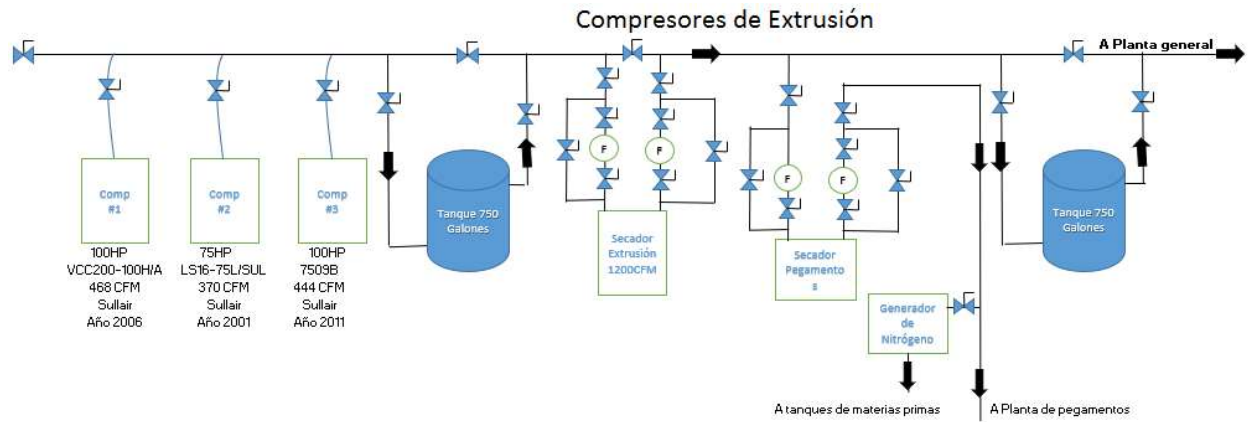 Compresores de Extrusión
A Planta general
Comp
#1
Comp
#2
Comp
#3
100HP
VCC200-100H/A
468 CFM
Sullair
Año 2006
75HP
LS16-75L/SUL
370 CFM
Sullair
Año 2001
100HP
7509B
444 CFM
Sullair
Año 2011
Tanque 750
Galones
F
F
Secador
Extrusión
1200CFM
F
F
Secador
Pegamento
s
Generador
de
Nitrógeno
Tanque 750
Galones
A tanques de materias primas
A Planta de pegamentos